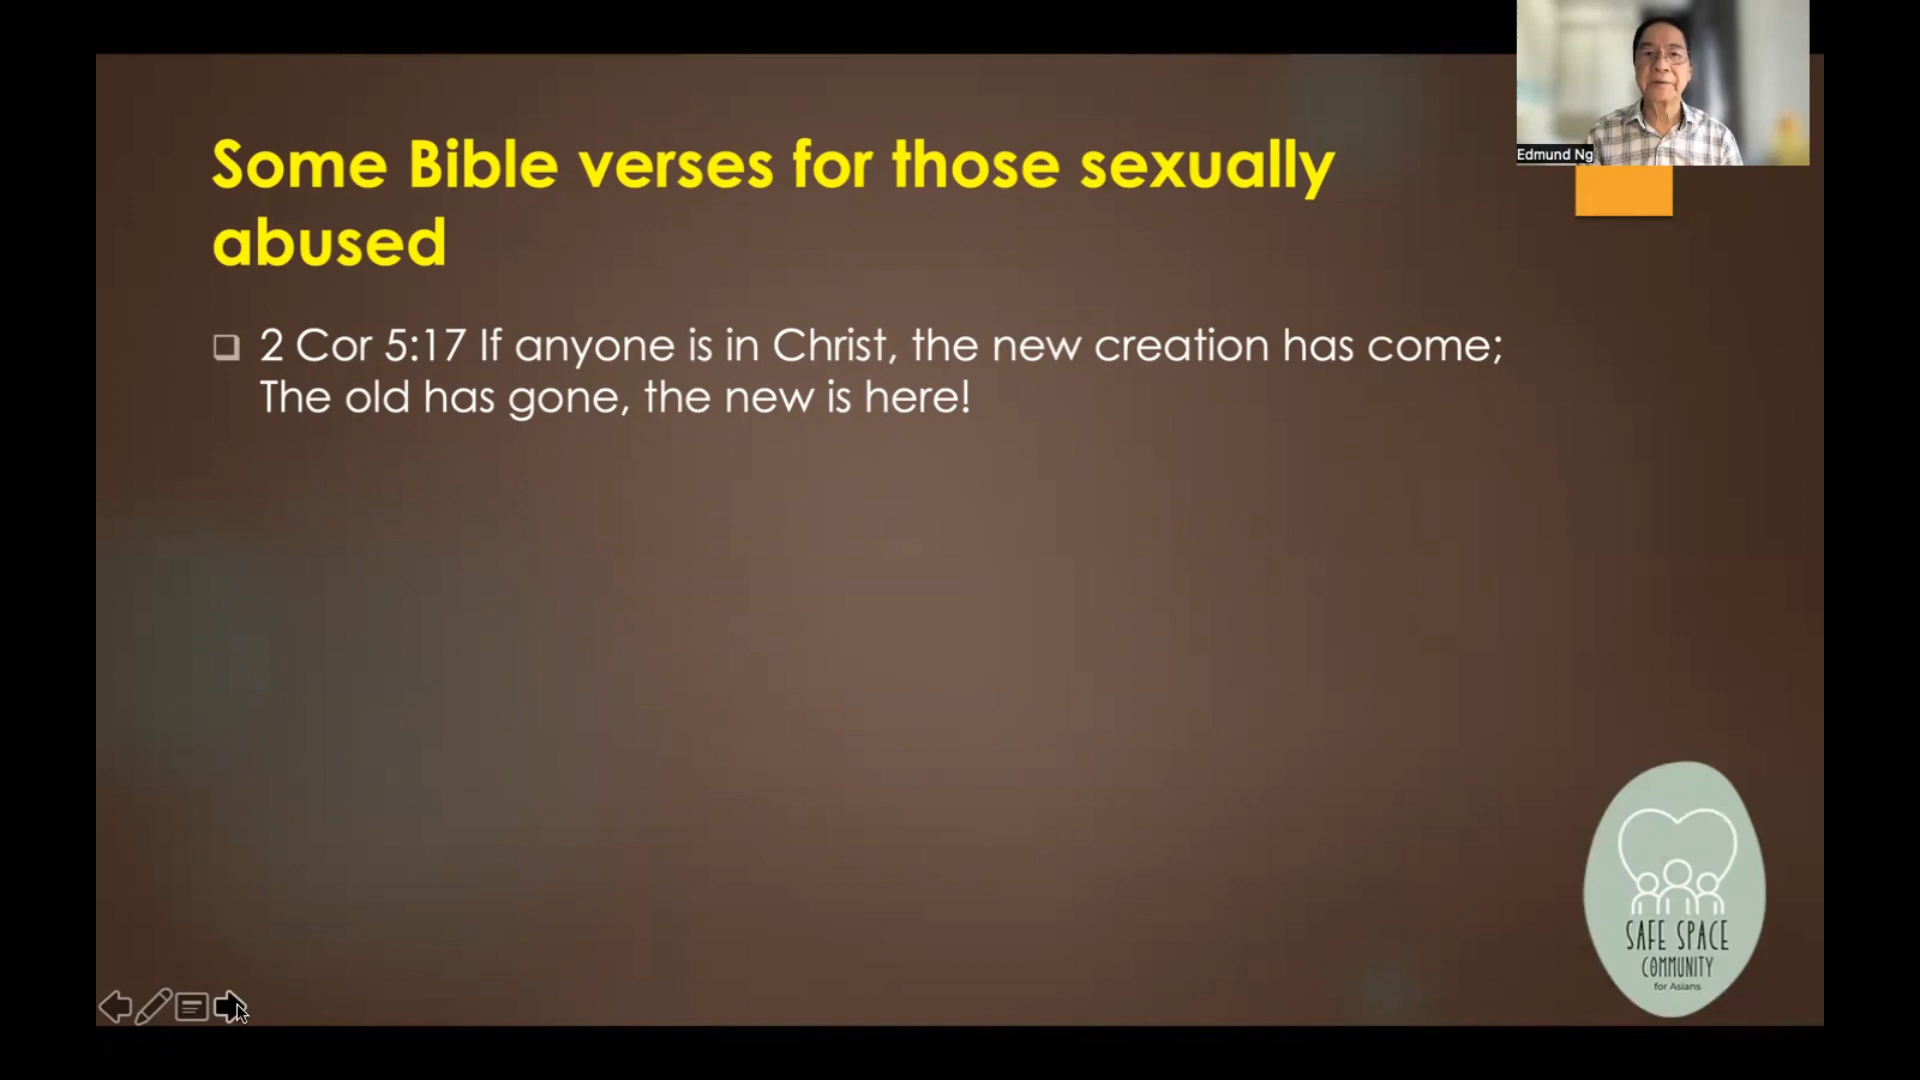 Edmund Ng
Some Bible verses for those sexually
abused
2 Cor 5:17 If anyone is in Christ, the new creation has come;
The old has gone, the new is here!
SAFE SPACE
COMMUNITY
for Asians